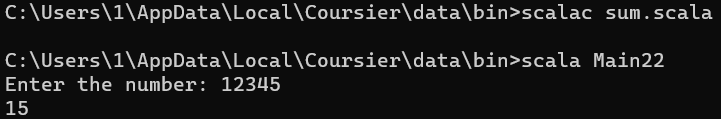 C:\Users\1\AppData\Local\Coursier\data\bin>scalac sum.scala
C:\Users\1\AppData\Local\Coursier\data\bin>scala Main22
Enter the number: 12345
15